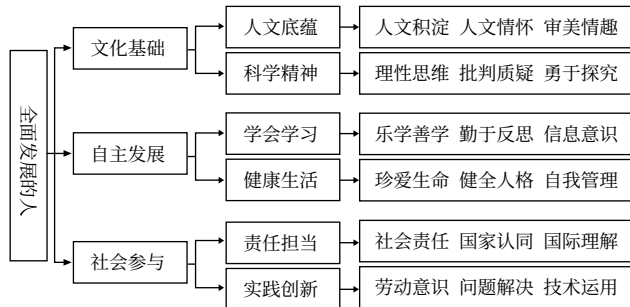 全面发展的人
文化基础
人文底蕴
人文积淀 人文情怀 审美情趣
科学精神
理性思维 批判质疑 勇于探究
自主发展
学会学习
乐学善学 勤于反思 信息意识
健康生活
珍爱生命 健全人格 自我管理
社会参与
责任担当
社会责任 国家认同 国际理解
实践创新
劳动意识 问题解决 技术运用